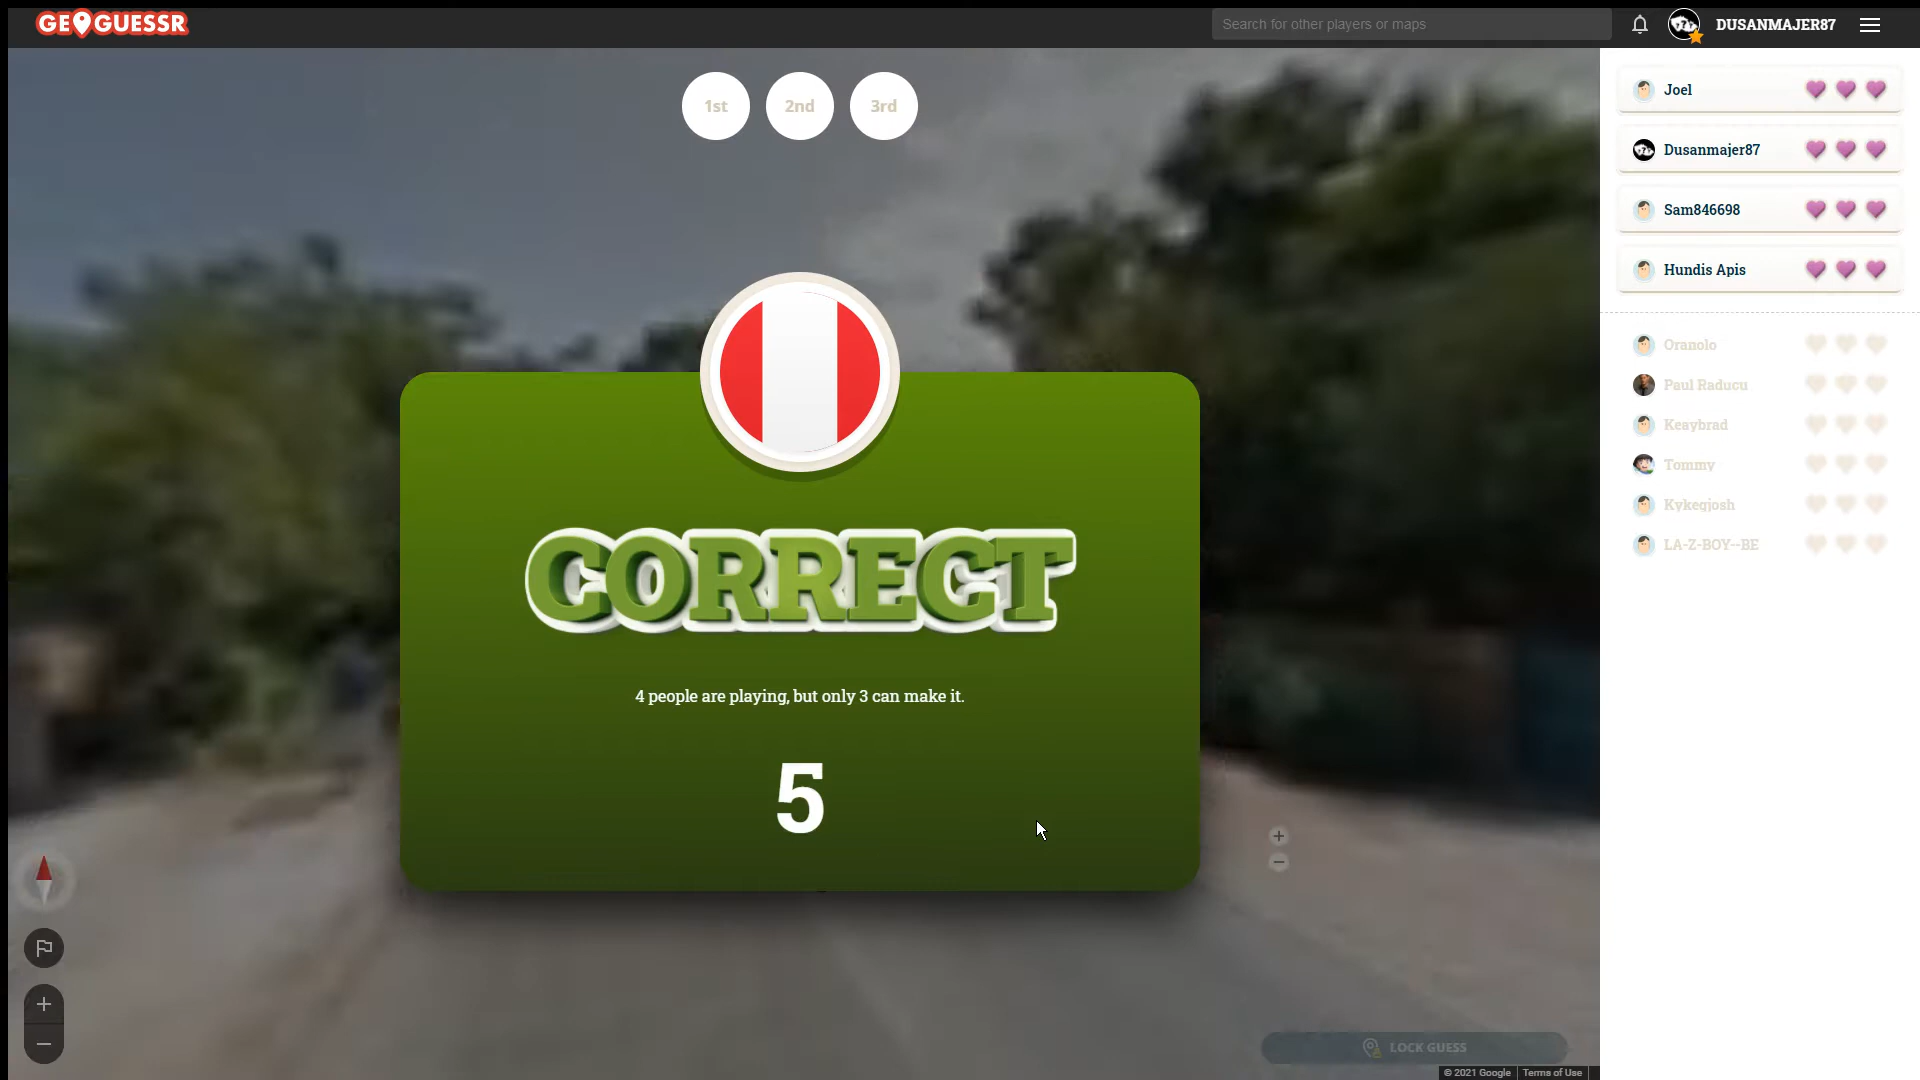 GEOGUESSR
Search for other players or maps
DUSANMAJER87
1st 2nd 3rd
Joel
Dusanmajer87
Sam846698
Hundis Apis
Oranolo
Paul Raducu
Keaybrad
Tommy
Kykegjosh
LA-Z-BOY--BE
CORRECT
4 people are playing, but only 3 can make it.
5
LOCK GUESS
© 2021 Google Terms of Use